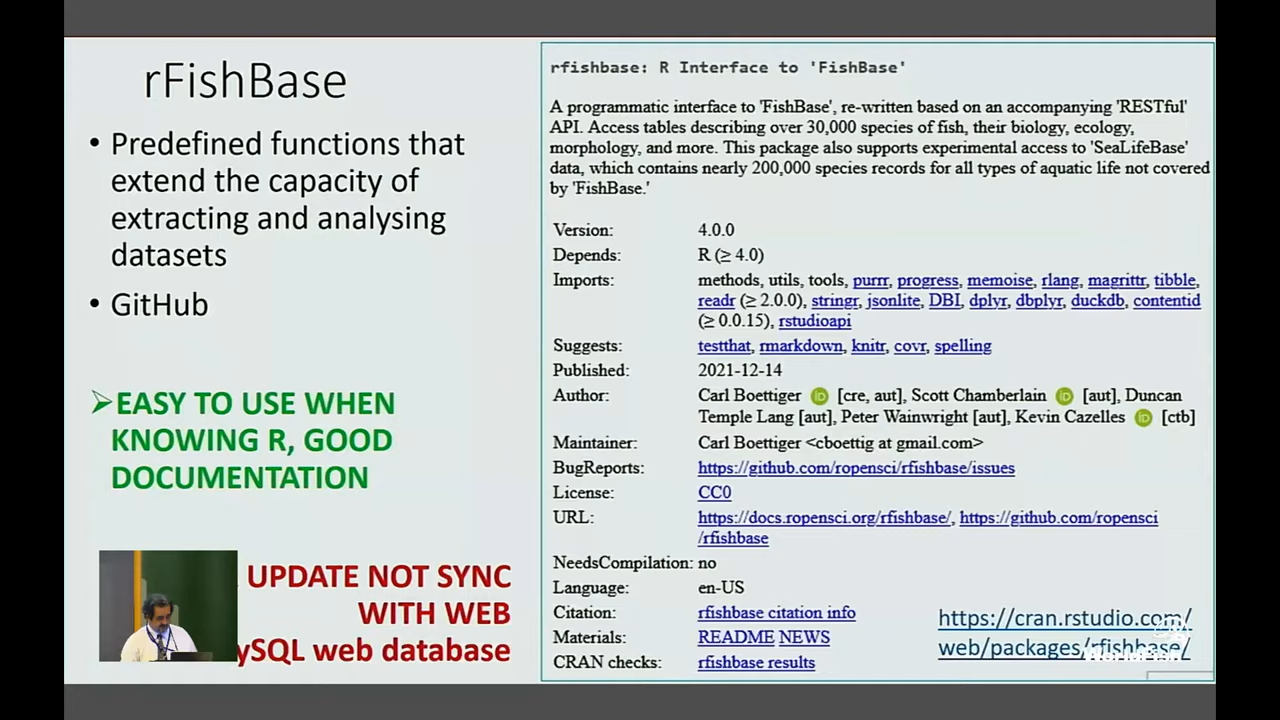 rFishBase
• Predefined functions that
extend the capacity of
extracting and analysing
datasets
• GitHub
➢EASY TO USE WHEN
KNOWING R, GOOD
DOCUMENTATION
UPDATE NOT SYNC
WITH WEB
ySQL web database
rfishbase: R Interface to 'FishBase'
A programmatic interface to 'FishBase', re-written based on an accompanying 'RESTful'
API. Access tables describing over 30,000 species of fish, their biology, ecology,
morphology, and more. This package also supports experimental access to 'SeaLifeBase'
data, which contains nearly 200,000 species records for all types of aquatic life not covered
by 'FishBase.'
Version: 4.0.0
Depends: R (≥ 4.0)
Imports: methods, utils, tools, purrr, progress, memoise, rlang, magrittr, tibble,
readr (≥ 2.0.0), stringr, jsonlite, DBI, dplyr, dbplyr, duckdb, contentid
(≥ 0.0.15), rstudioapi
Suggests: testthat, rmarkdown, knitr, covr, spelling
Published: 2021-12-14
Author: Carl Boettiger iD [cre, aut], Scott Chamberlain iD [aut], Duncan
Temple Lang [aut], Peter Wainwright [aut], Kevin Cazelles iD [ctb]
Maintainer: Carl Boettiger <cboettig at gmail.com>
BugReports: https://github.com/ropensci/rfishbase/issues
License: CC0
URL: https://docs.ropensci.org/rfishbase/, https://github.com/ropensci
/rfishbase
NeedsCompilation: no
Language: en-US
Citation: rfishbase citation info
Materials: README NEWS
CRAN checks: rfishbase results
https://cran.rstudio.com/
web/packages/rfishbase/
WorldFish